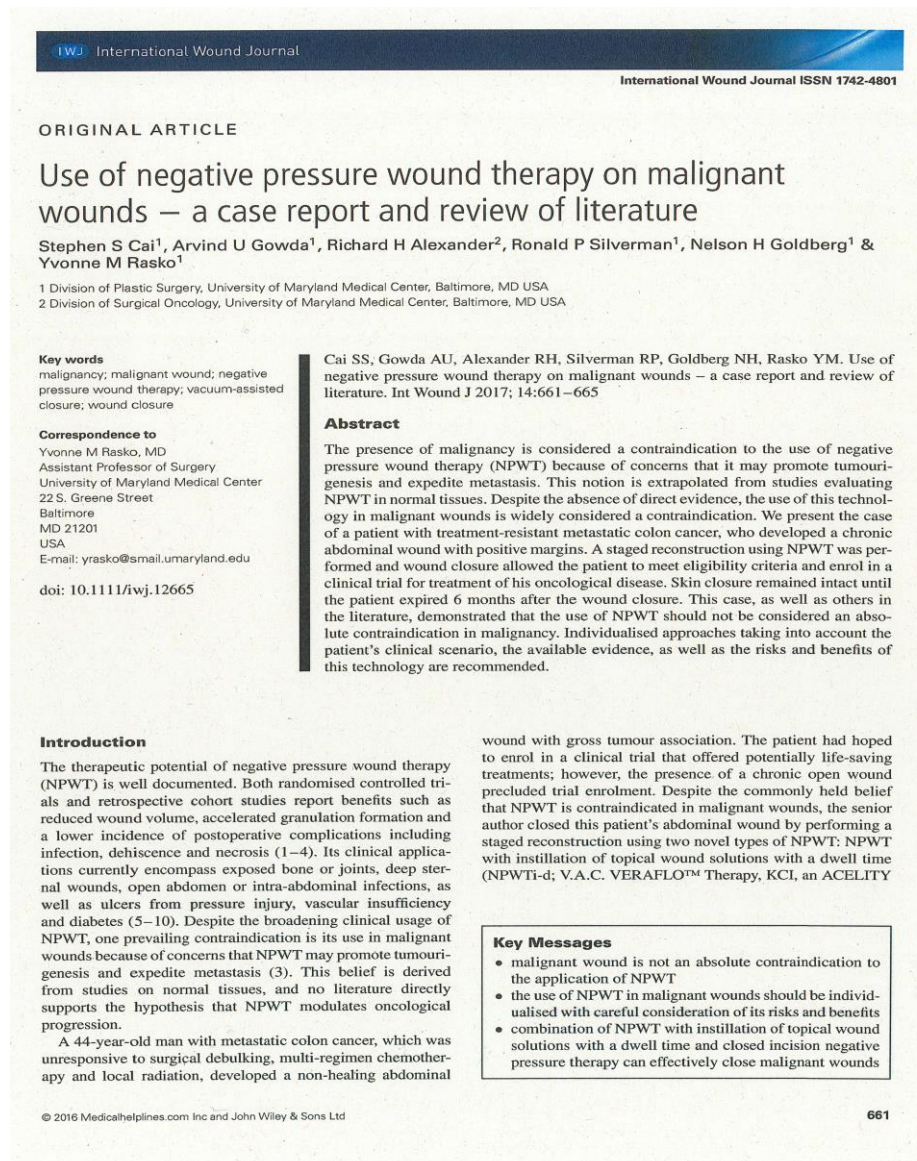 IWJ International Wound Journal
International Wound Journal ISSN 1742-4801
ORIGINAL ARTICLE
Use of negative pressure wound therapy on malignant
wounds – a case report and review of literature
Stephen S Cai1, Arvind U Gowda1, Richard H Alexander2, Ronald P Silverman1, Nelson H Goldberg1 &
Yvonne M Rasko1
1 Division of Plastic Surgery, University of Maryland Medical Center, Baltimore, MD USA
2 Division of Surgical Oncology, University of Maryland Medical Center, Baltimore, MD USA
Key words
malignancy; malignant wound; negative
pressure wound therapy; vacuum-assisted
closure; wound closure
Correspondence to
Yvonne M Rasko, MD
Assistant Professor of Surgery
University of Maryland Medical Center
22 S. Greene Street
Baltimore
MD 21201
USA
E-mail: yrasko@smail.umaryland.edu
doi: 10.1111/iwj.12665
Cai SS, Gowda AU, Alexander RH, Silverman RP, Goldberg NH, Rasko YM. Use of
negative pressure wound therapy on malignant wounds – a case report and review of
literature. Int Wound J 2017; 14:661–665
Abstract
The presence of malignancy is considered a contraindication to the use of negative
pressure wound therapy (NPWT) because of concerns that it may promote tumouri-
genesis and expedite metastasis. This notion is extrapolated from studies evaluating
NPWT in normal tissues. Despite the absence of direct evidence, the use of this technol-
ogy in malignant wounds is widely considered a contraindication. We present the case
of a patient with treatment-resistant metastatic colon cancer, who developed a chronic
abdominal wound with positive margins. A staged reconstruction using NPWT was per-
formed and wound closure allowed the patient to meet eligibility criteria and enrol in a
clinical trial for treatment of his oncological disease. Skin closure remained intact until
the patient expired 6 months after the wound closure. This case, as well as others in
the literature, demonstrated that the use of NPWT should not be considered an abso-
lute contraindication in malignancy. Individualised approaches taking into account the
patient's clinical scenario, the available evidence, as well as the risks and benefits of
this technology are recommended.
Introduction
The therapeutic potential of negative pressure wound therapy
(NPWT) is well documented. Both randomised controlled tri-
als and retrospective cohort studies report benefits such as
reduced wound volume, accelerated granulation formation and
a lower incidence of postoperative complications including
infection, dehiscence and necrosis (1–4). Its clinical applica-
tions currently encompass exposed bone or joints, deep ster-
nal wounds, open abdomen or intra-abdominal infections, as
well as ulcers from pressure injury, vascular insufficiency
and diabetes (5–10). Despite the broadening clinical usage of
NPWT, one prevailing contraindication is its use in malignant
wounds because of concerns that NPWT may promote tumouri-
genesis and expedite metastasis (3). This belief is derived
from studies on normal tissues, and no literature directly
supports the hypothesis that NPWT modulates oncological
progression.
A 44-year-old man with metastatic colon cancer, which was
unresponsive to surgical debulking, multi-regimen chemother-
apy and local radiation, developed a non-healing abdominal
wound with gross tumour association. The patient had hoped
to enrol in a clinical trial that offered potentially life-saving
treatments; however, the presence of a chronic open wound
precluded trial enrolment. Despite the commonly held belief
that NPWT is contraindicated in malignant wounds, the senior
author closed this patient's abdominal wound by performing a
staged reconstruction using two novel types of NPWT: NPWT
with instillation of topical wound solutions with a dwell time
(NPWTi-d; V.A.C. VERAFLO™ Therapy, KCI, an ACELITY
Key Messages
• malignant wound is not an absolute contraindication to
the application of NPWT
• the use of NPWT in malignant wounds should be individ-
ualised with careful consideration of its risks and benefits
• combination of NPWT with instillation of topical wound
solutions with a dwell time and closed incision negative
pressure therapy can effectively close malignant wounds
© 2016 Medicalhelplines.com Inc and John Wiley & Sons Ltd
661